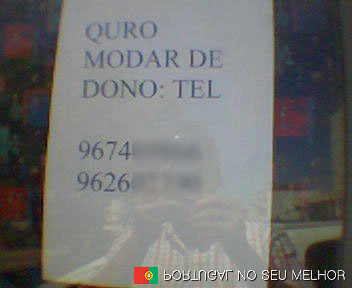 QURO
MODAR DE
DONO: TEL
9674
9626
PORTUGAL NO SEU MELHOR